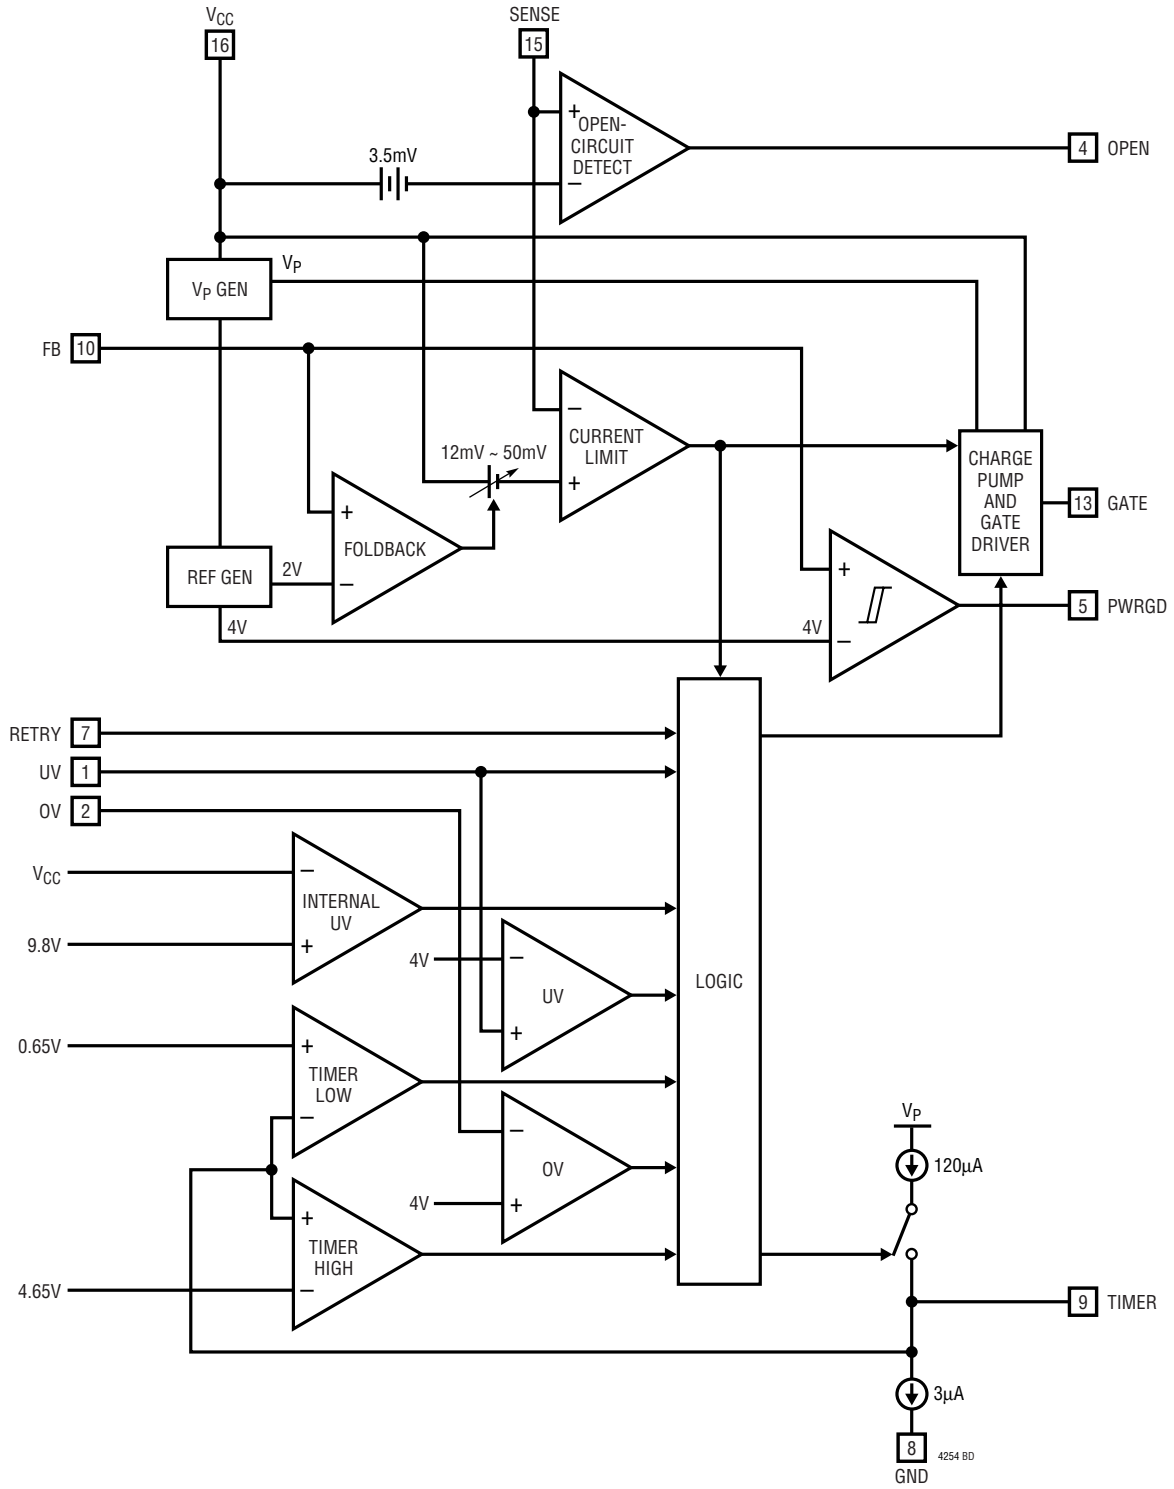 VCC
16
SENSE
15
+
OPEN-
CIRCUIT
DETECT
−
3.5mV
4 OPEN
VP GEN
VP
FB 10
−
CURRENT
LIMIT
+
12mV ~ 50mV
CHARGE
PUMP
AND
GATE
DRIVER
13 GATE
+
FOLDBACK
−
REF GEN
2V
4V
4V
+
−
5 PWRGD
RETRY 7
UV 1
OV 2
VCC
−
INTERNAL
UV
+
9.8V
4V
−
UV
+
LOGIC
0.65V
+
TIMER
LOW
−
−
OV
+
4V
+
TIMER
HIGH
−
4.65V
VP
120µA
9 TIMER
3µA
8
GND
4254 BD